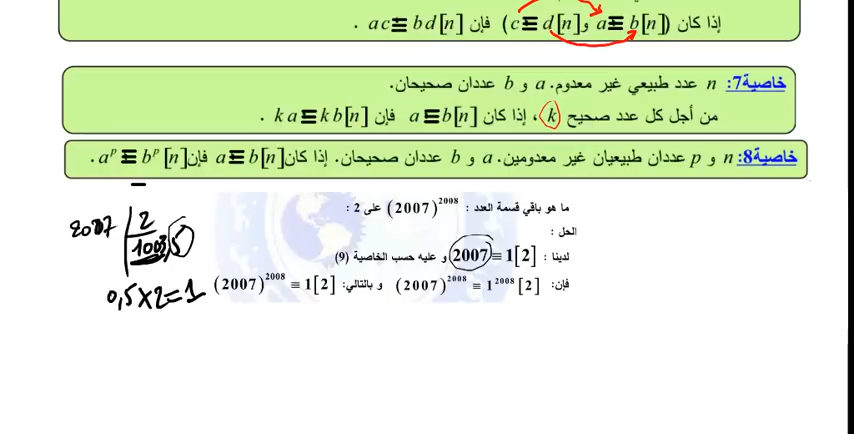 إذا كان (a≡b[n] و c≡d[n]) فإن ac≡bd[n] .
خاصية7: n عدد طبيعي غير معدوم. a و b عددان صحيحان.
من أجل كل عدد صحيح k ، إذا كان a≡b[n] فإن ka≡kb[n] .
خاصية8: n و p عددان طبيعيان غير معدومين. a و b عددان صحيحان. إذا كان a≡b[n] فإن a^p≡b^p[n] .
ما هو باقي قسمة العدد : (2007)^2008 على 2 :
الحل :
لدينا : 2007≡1[2] و عليه حسب الخاصية (9)
فإن: (2007)^2008≡1^2008[2] و بالتالي: (2007)^2008≡1[2]
2007 | 2
1003,5
0,5×2=1